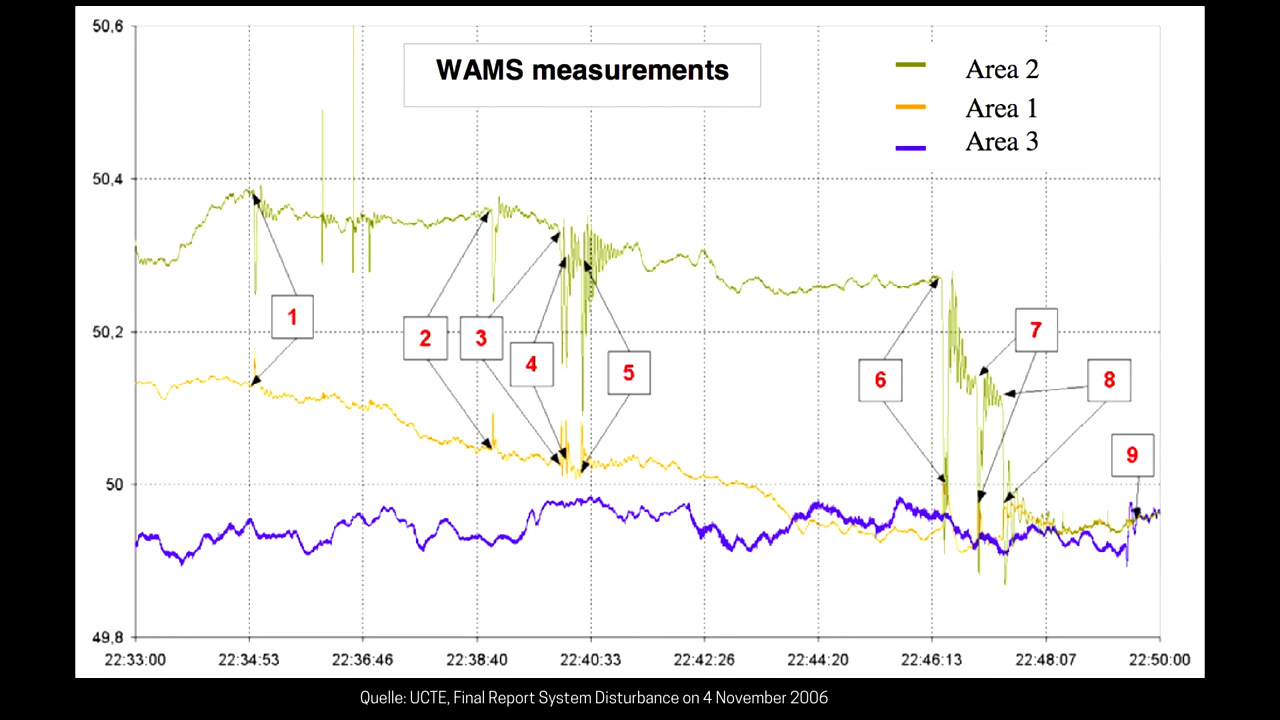 WAMS measurements
Area 2
Area 1
Area 3
50,6
50,4
50,2
50
49,8
1
2
3
4
5
6
7
8
9
22:33:00 22:34:53 22:36:46 22:38:40 22:40:33 22:42:26 22:44:20 22:46:13 22:48:07 22:50:00
Quelle: UCTE, Final Report System Disturbance on 4 November 2006